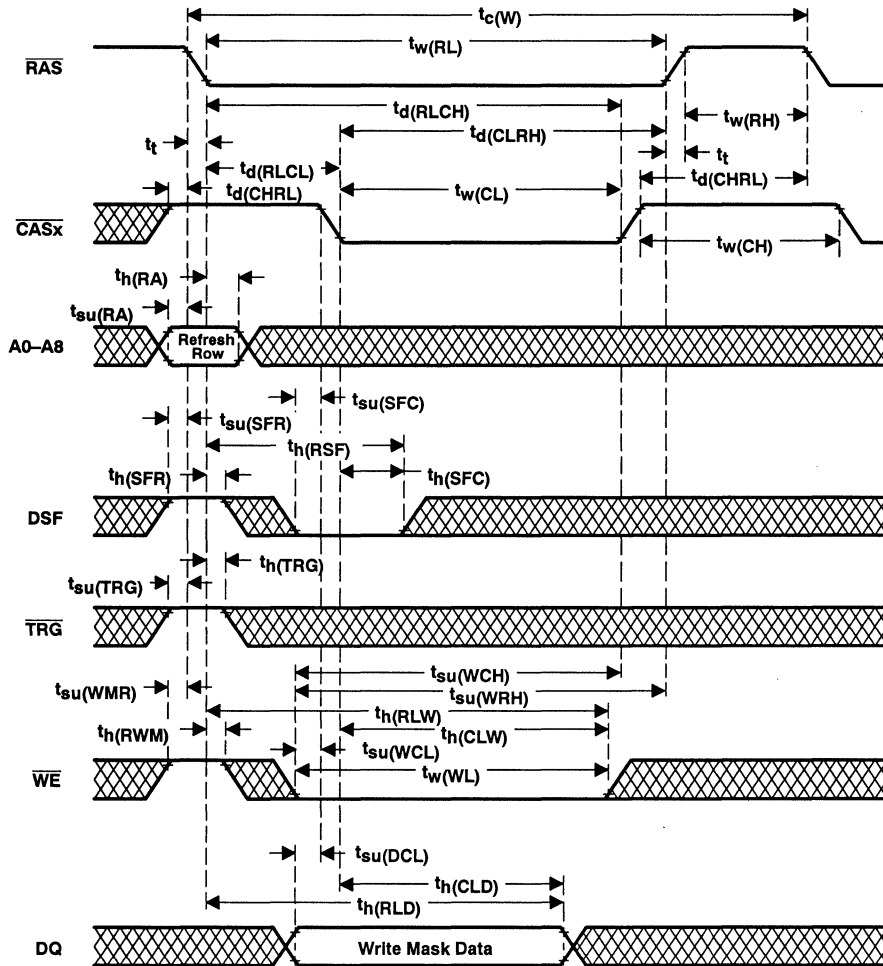 tc(W)
RAS
tw(RL)
td(RLCH)
tw(RH)
td(CLRH)
tt
td(RLCL)
tt
td(CHRL)
td(CHRL)
CASx
tw(CL)
tw(CH)
th(RA)
tsu(RA)
A0–A8
Refresh
Row
tsu(SFC)
tsu(SFR)
th(RSF)
th(SFR)
th(SFC)
DSF
th(TRG)
tsu(TRG)
TRG
tsu(WCH)
tsu(WMR)
tsu(WRH)
th(RLW)
th(RWM)
th(CLW)
tsu(WCL)
WE
tw(WL)
tsu(DCL)
th(CLD)
th(RLD)
DQ
Write Mask Data